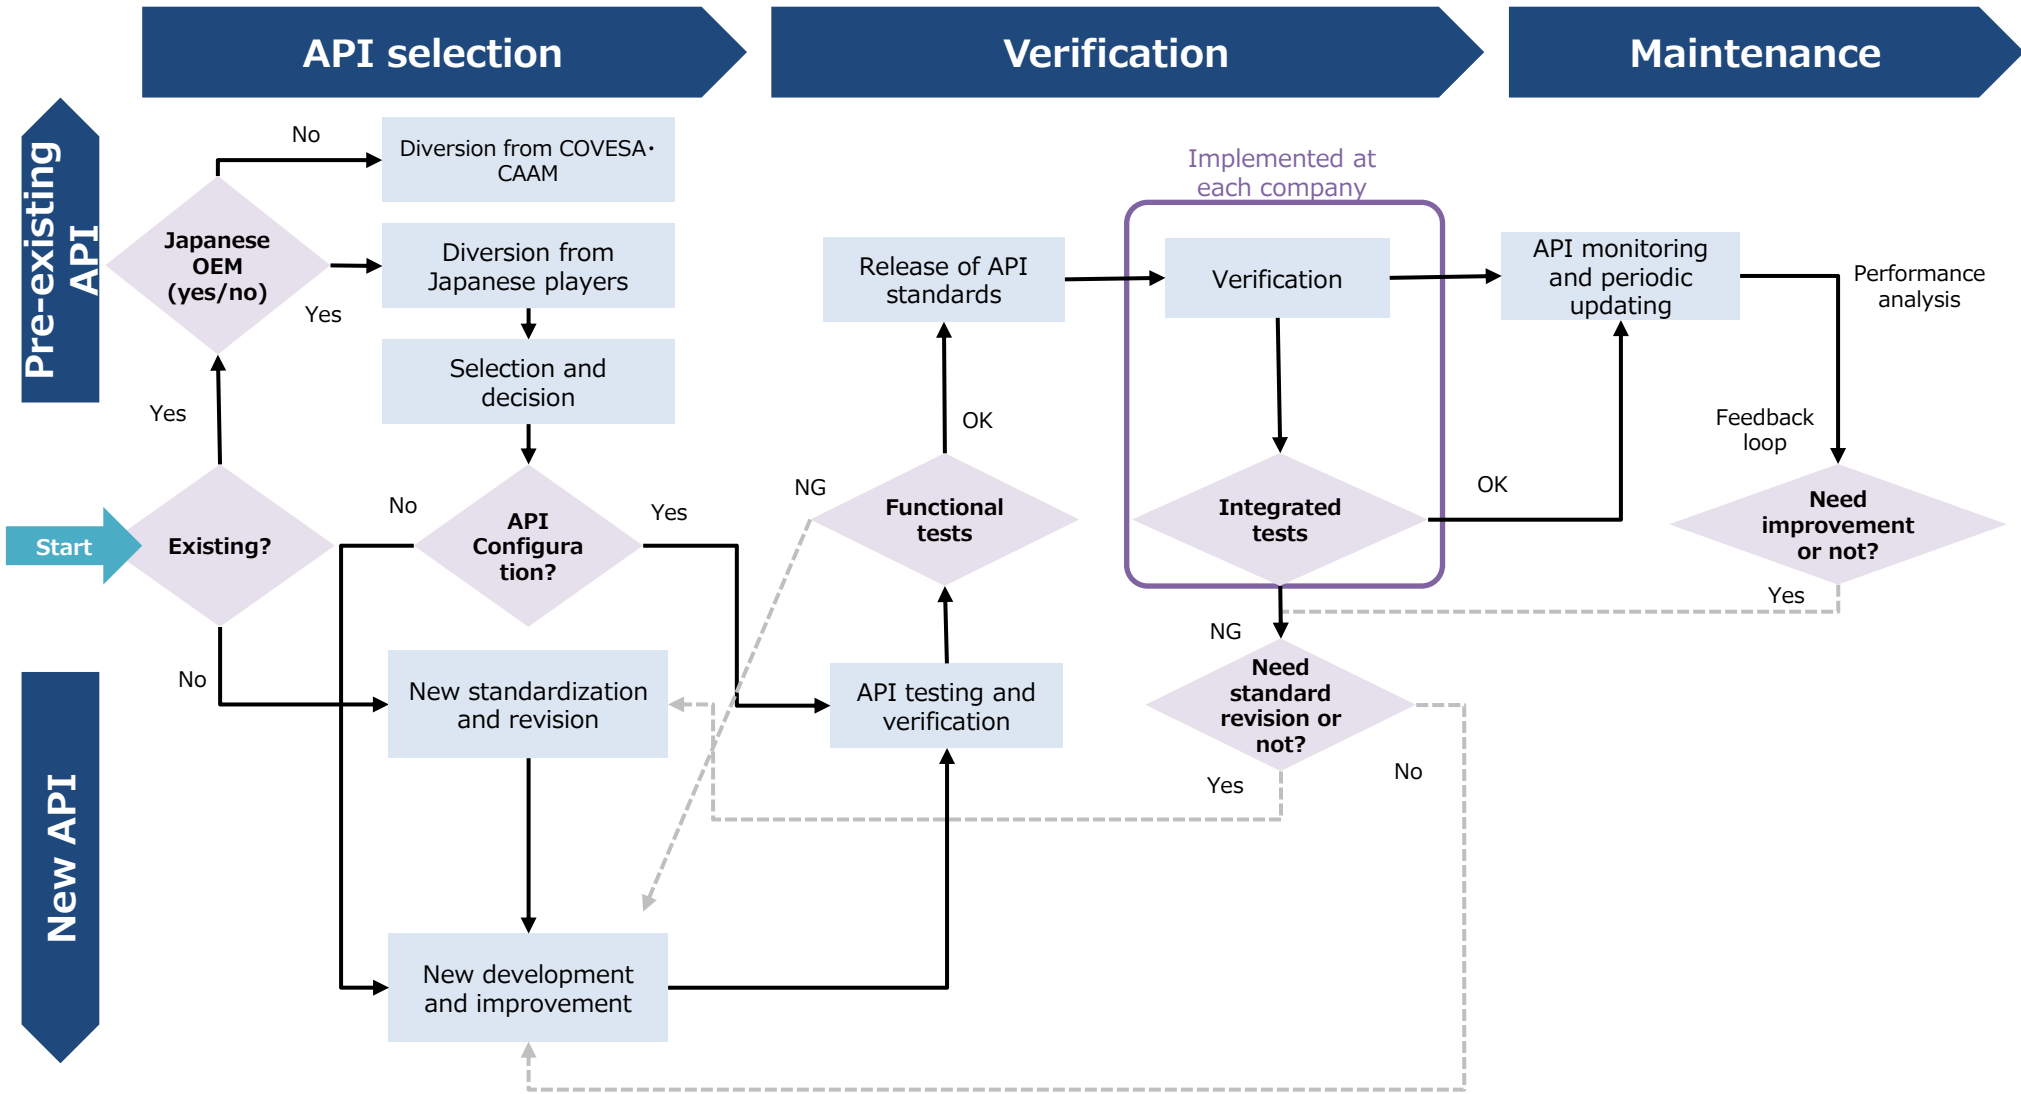 API selection
Verification
Maintenance
Pre-existing
API
No
Diversion from COVESA・
CAAM
Japanese
OEM
(yes/no)
Yes
Diversion from
Japanese players
Selection and
decision
Yes
Start
Existing?
No
No
API
Configura
tion?
Yes
New API
New standardization
and revision
New development
and improvement
Implemented at
each company
Release of API
standards
Verification
OK
NG
Functional
tests
Integrated
tests
OK
API testing and
verification
NG
Need
standard
revision or
not?
Yes
No
API monitoring
and periodic
updating
Performance
analysis
Feedback
loop
Need
improvement
or not?
Yes